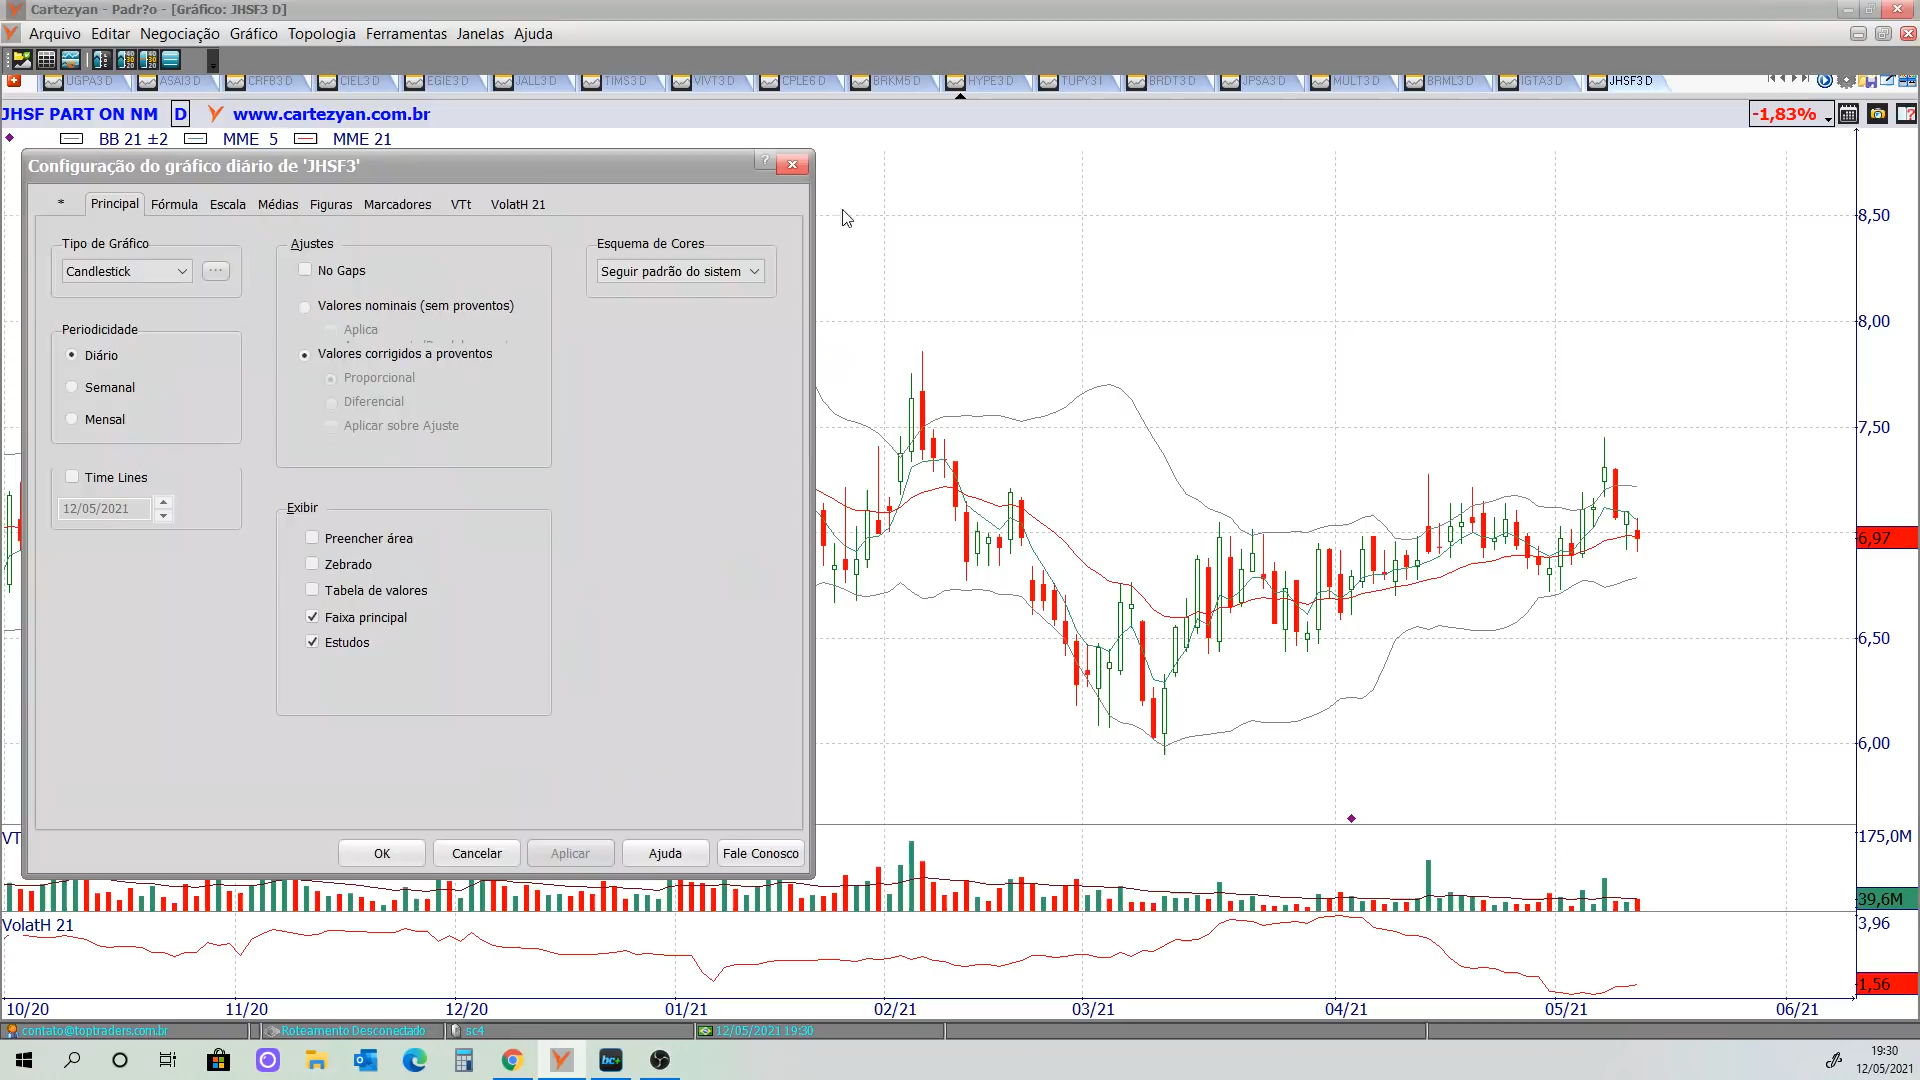 Cartezyan - Padr?o - [Gráfico: JHSF3 D]
Arquivo Editar Negociação Gráfico Topologia Ferramentas Janelas Ajuda
UGPA3 D ASAI3 D CRFB3 D CIEL3 D EGIE3 D JALL3 D TIMS3 D VIVT3 D CPLE6 D BRKM5 D HYPE3 D TUPY3 BRDT3 D JPSA3 D MULT3 D BRML3 D IGTA3 D JHSF3 D
JHSF PART ON NM D www.cartezyan.com.br -1,83%
BB 21 ±2 MME 5 MME 21
Configuração do gráfico diário de 'JHSF3'
* Principal Fórmula Escala Médias Figuras Marcadores VTt VolatH 21
Tipo de Gráfico
Candlestick ...
Periodicidade
Diário
Semanal
Mensal
Time Lines
12/05/2021
Ajustes
No Gaps
Valores nominais (sem proventos)
Aplica
Valores corrigidos a proventos
Proporcional
Diferencial
Aplicar sobre Ajuste
Exibir
Preencher área
Zebrado
Tabela de valores
Faixa principal
Estudos
Esquema de Cores
Seguir padrão do sistem
OK Cancelar Aplicar Ajuda Fale Conosco
8,50
8,00
7,50
6,97
6,50
6,00
VT
175,0M
39,6M
VolatH 21
3,96
1,56
10/20 11/20 12/20 01/21 02/21 03/21 04/21 05/21 06/21
contato@toptraders.com.br Roteamento Desconectado sc4 12/05/2021 19:30
bc+
19:30
12/05/2021